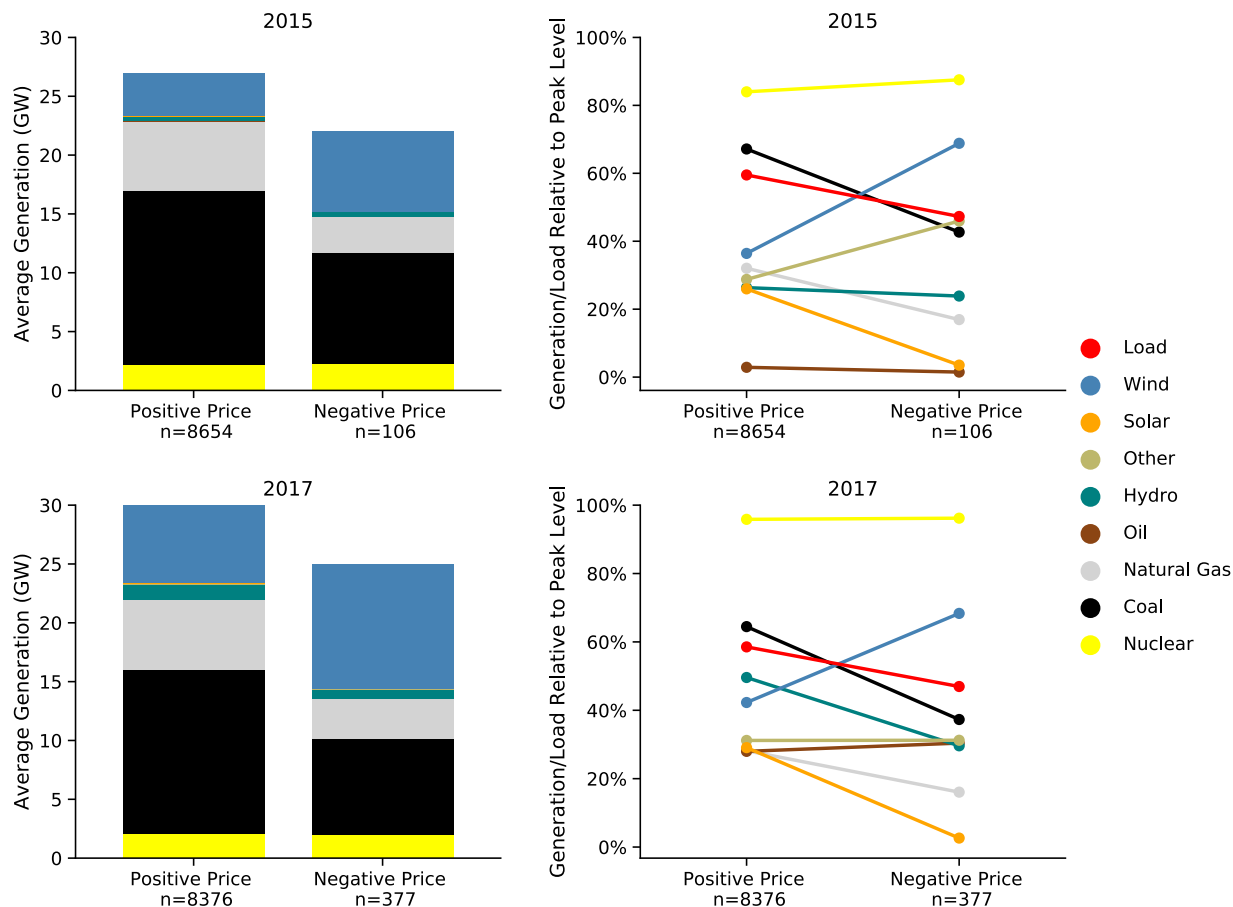 2015
Average Generation (GW)
30
25
20
15
10
5
0
Positive Price
n=8654
Negative Price
n=106
2015
Generation/Load Relative to Peak Level
100%
80%
60%
40%
20%
0%
Positive Price
n=8654
Negative Price
n=106
2017
Average Generation (GW)
30
25
20
15
10
5
0
Positive Price
n=8376
Negative Price
n=377
2017
Generation/Load Relative to Peak Level
100%
80%
60%
40%
20%
0%
Positive Price
n=8376
Negative Price
n=377
Load
Wind
Solar
Other
Hydro
Oil
Natural Gas
Coal
Nuclear